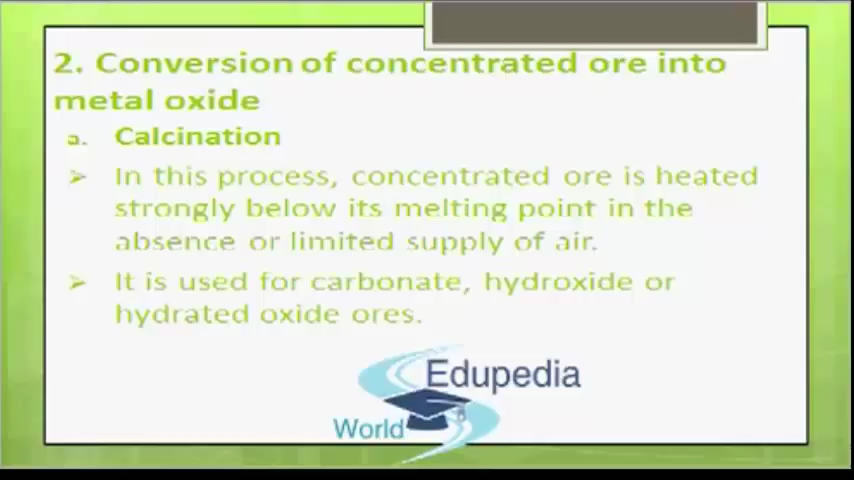 2. Conversion of concentrated ore into
metal oxide
a. Calcination
➢ In this process, concentrated ore is heated
strongly below its melting point in the
absence or limited supply of air.
➢ It is used for carbonate, hydroxide or
hydrated oxide ores.
Edupedia
World